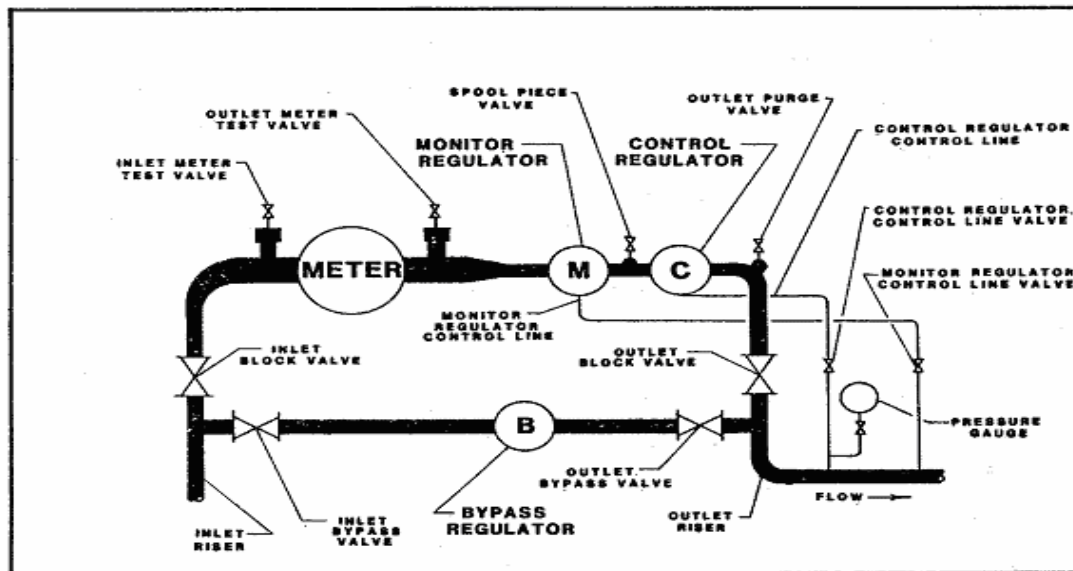 SPOOL PIECE
VALVE
OUTLET PURGE
VALVE
OUTLET METER
TEST VALVE
MONITOR
REGULATOR
CONTROL
REGULATOR
CONTROL REGULATOR
CONTROL LINE
INLET METER
TEST VALVE
CONTROL REGULATOR
CONTROL LINE VALVE
METER
M
C
MONITOR REGULATOR
CONTROL LINE VALVE
MONITOR
REGULATOR
CONTROL LINE
INLET
BLOCK VALVE
OUTLET
BLOCK VALVE
B
PRESSURE
GAUGE
OUTLET
BYPASS VALVE
FLOW
INLET
RISER
INLET
BYPASS
VALVE
BYPASS
REGULATOR
OUTLET
RISER